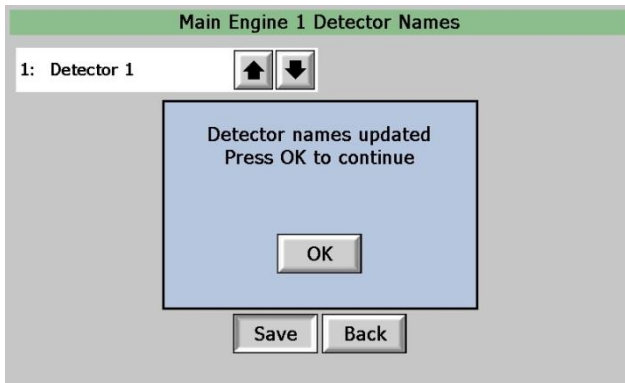 Main Engine 1 Detector Names
1: Detector 1
Detector names updated
Press OK to continue
OK
Save Back